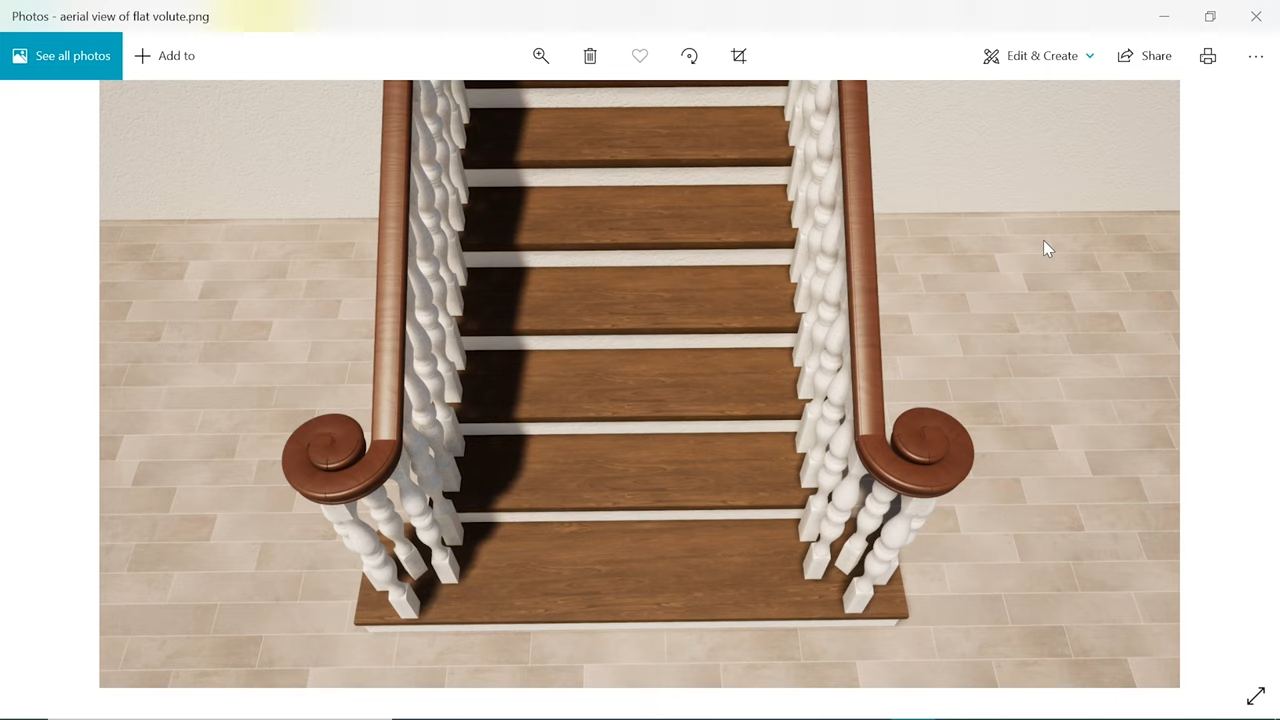 Photos - aerial view of flat volute.png
See all photos
Add to
Edit & Create
Share